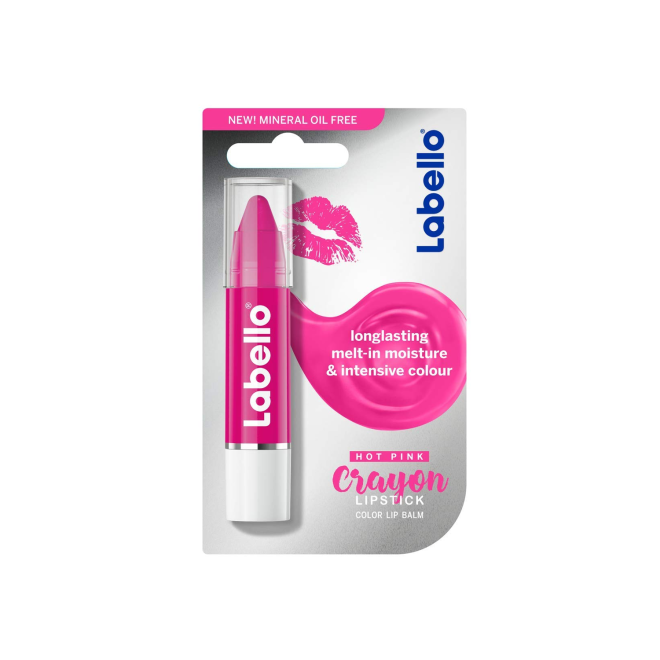 NEW! MINERAL OIL FREE
Labello®
Labello®
longlasting
melt-in moisture
& intensive colour
HOT PINK
Crayon
LIPSTICK
COLOR LIP BALM